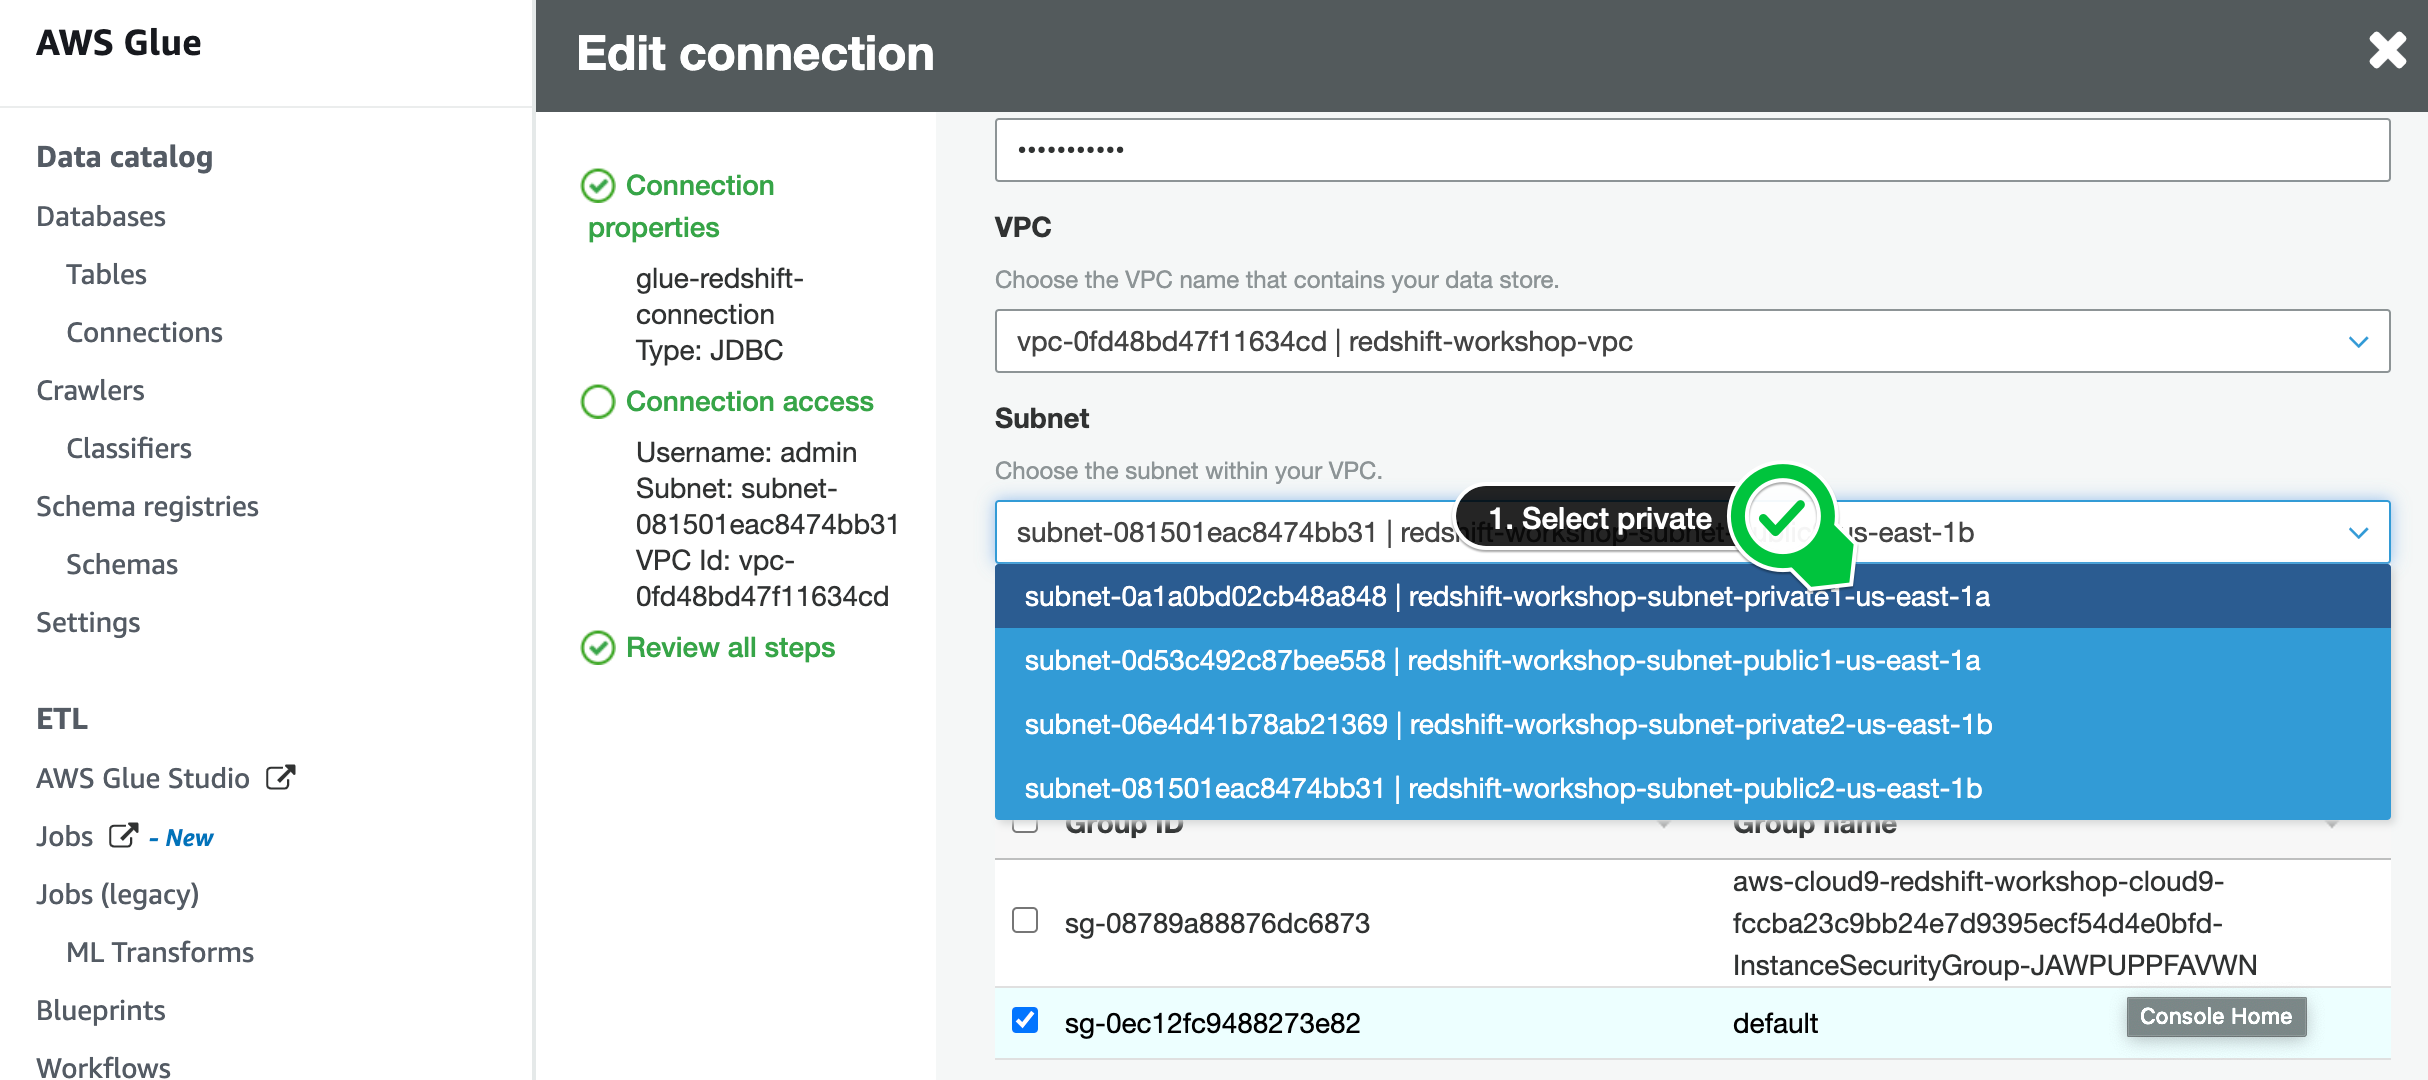 AWS Glue
Data catalog
Databases
Tables
Connections
Crawlers
Classifiers
Schema registries
Schemas
Settings
ETL
AWS Glue Studio
Jobs - New
Jobs (legacy)
ML Transforms
Blueprints
Workflows
Edit connection
Connection
properties
glue-redshift-
connection
Type: JDBC
Connection access
Username: admin
Subnet: subnet-
081501eac8474bb31
VPC Id: vpc-
0fd48bd47f11634cd
Review all steps
•••••••••••
VPC
Choose the VPC name that contains your data store.
vpc-0fd48bd47f11634cd | redshift-workshop-vpc
Subnet
Choose the subnet within your VPC.
1. Select private
subnet-081501eac8474bb31 | redshift-workshop-subnet-public2-us-east-1b
subnet-0a1a0bd02cb48a848 | redshift-workshop-subnet-private1-us-east-1a
subnet-0d53c492c87bee558 | redshift-workshop-subnet-public1-us-east-1a
subnet-06e4d41b78ab21369 | redshift-workshop-subnet-private2-us-east-1b
subnet-081501eac8474bb31 | redshift-workshop-subnet-public2-us-east-1b
Group ID Group name
aws-cloud9-redshift-workshop-cloud9-
sg-08789a88876dc6873 fccba23c9bb24e7d9395ecf54d4e0bfd-
InstanceSecurityGroup-JAWPUPPFAVWN
sg-0ec12fc9488273e82 default
Console Home